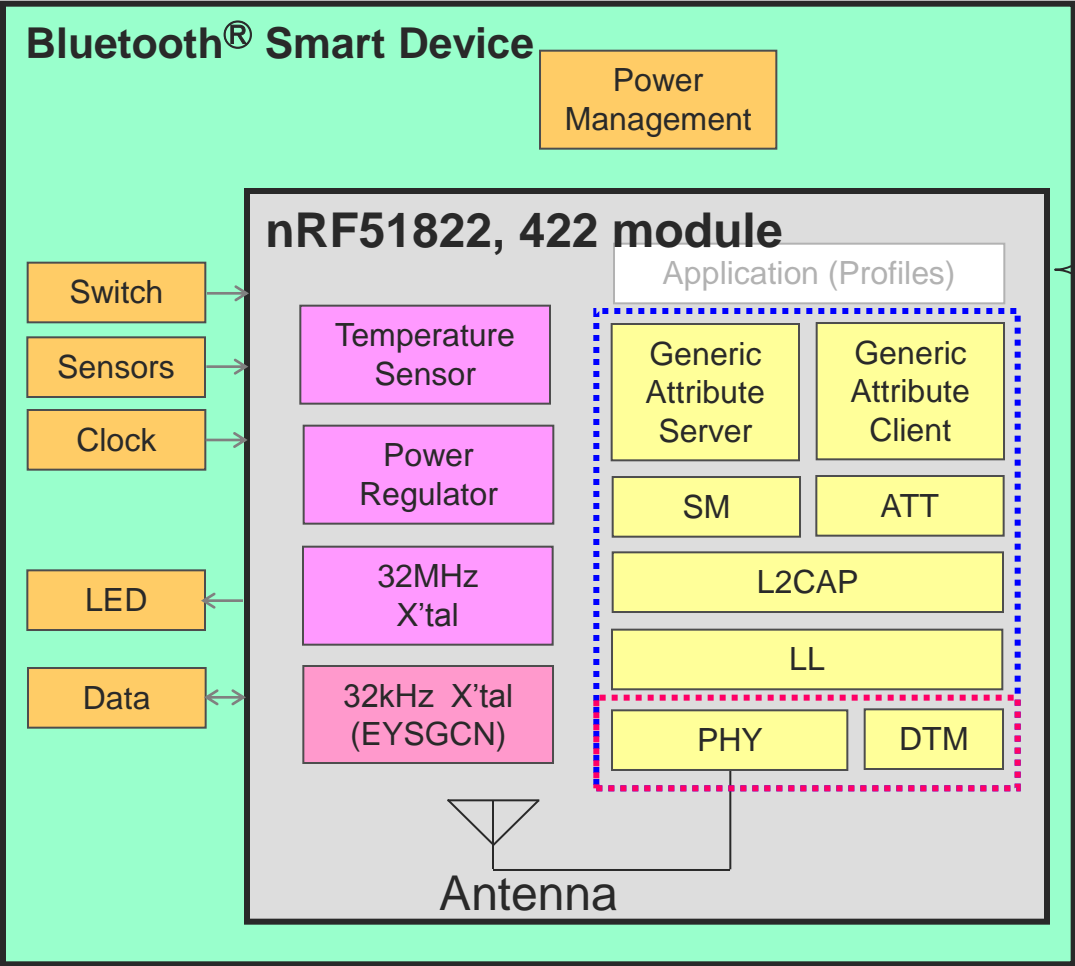 Bluetooth® Smart Device
Power
Management
nRF51822, 422 module
Application (Profiles)
Switch
Sensors
Clock
LED
Data
Temperature
Sensor
Power
Regulator
32MHz
X’tal
32kHz X’tal
(EYSGCN)
Generic
Attribute
Server
Generic
Attribute
Client
SM
ATT
L2CAP
LL
PHY
DTM
Antenna